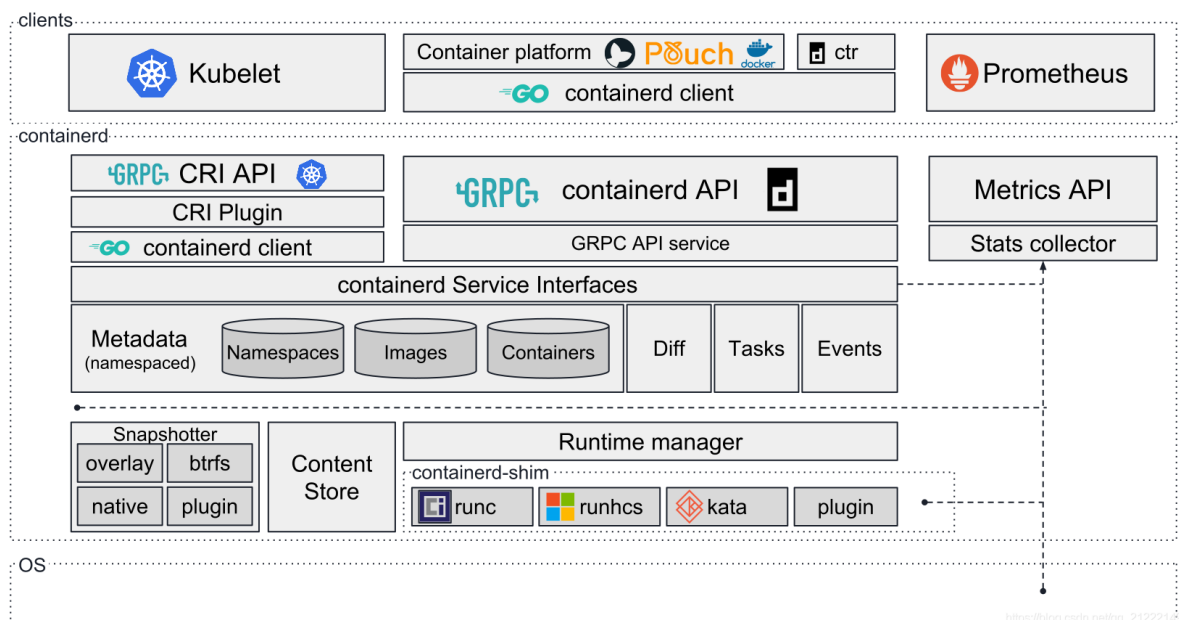 clients
Kubelet
Container platform Pouch docker
ctr
GO containerd client
Prometheus
containerd
GRPC CRI API
CRI Plugin
GO containerd client
GRPC containerd API
GRPC API service
Metrics API
Stats collector
containerd Service Interfaces
Metadata
(namespaced)
Namespaces
Images
Containers
Diff
Tasks
Events
Snapshotter
overlay
btrfs
native
plugin
Content
Store
Runtime manager
containerd-shim
runc
runhcs
kata
plugin
OS